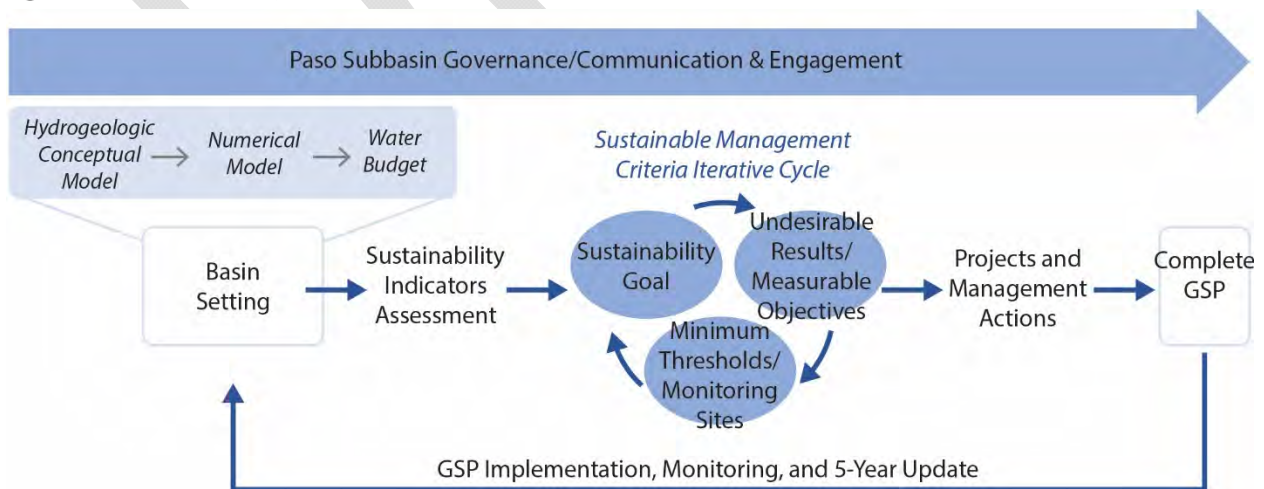 Paso Subbasin Governance/Communication & Engagement
Hydrogeologic
Conceptual
Model
Numerical
Model
Water
Budget
Sustainable Management
Criteria Iterative Cycle
Basin
Setting
Sustainability
Indicators
Assessment
Sustainability
Goal
Undesirable
Results/
Measurable
Objectives
Minimum
Thresholds/
Monitoring
Sites
Projects and
Management
Actions
Complete
GSP
GSP Implementation, Monitoring, and 5-Year Update